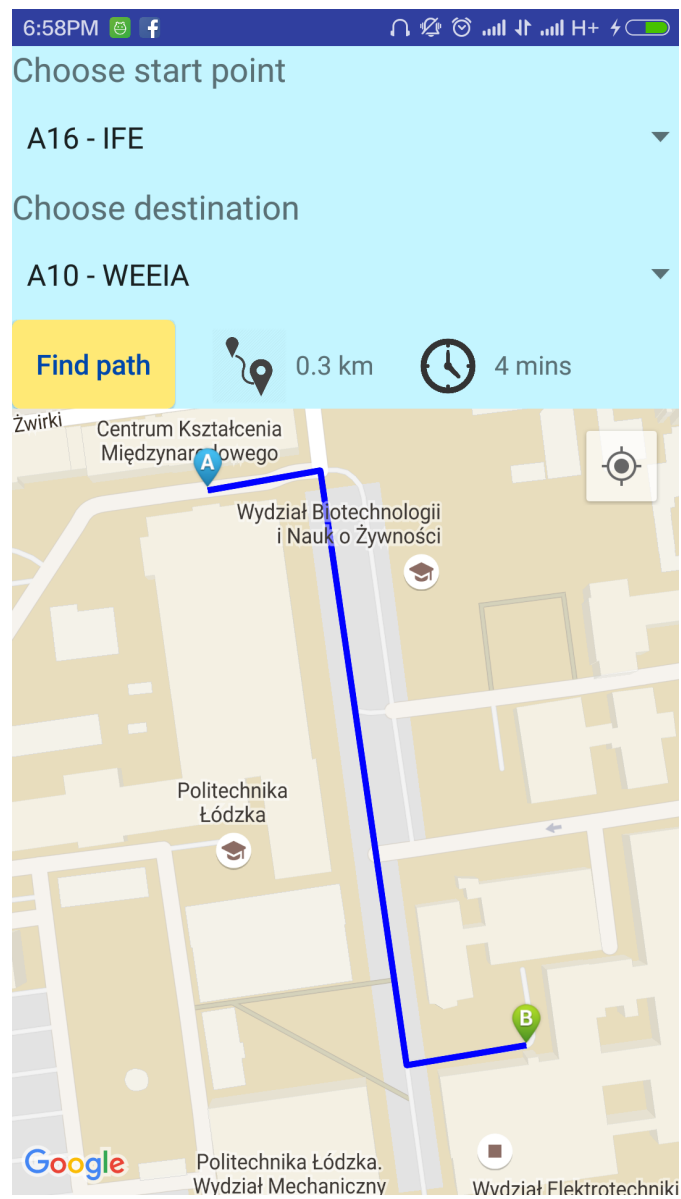 6:58PM
H+
Choose start point
A16 - IFE
Choose destination
A10 - WEEIA
Find path
0.3 km
4 mins
Żwirki
Centrum Kształcenia
Międzynarodowego
A
Wydział Biotechnologii
i Nauk o Żywności
Politechnika
Łódzka
B
Google
Politechnika Łódzka.
Wydział Mechaniczny
Wydział Elektrotechniki